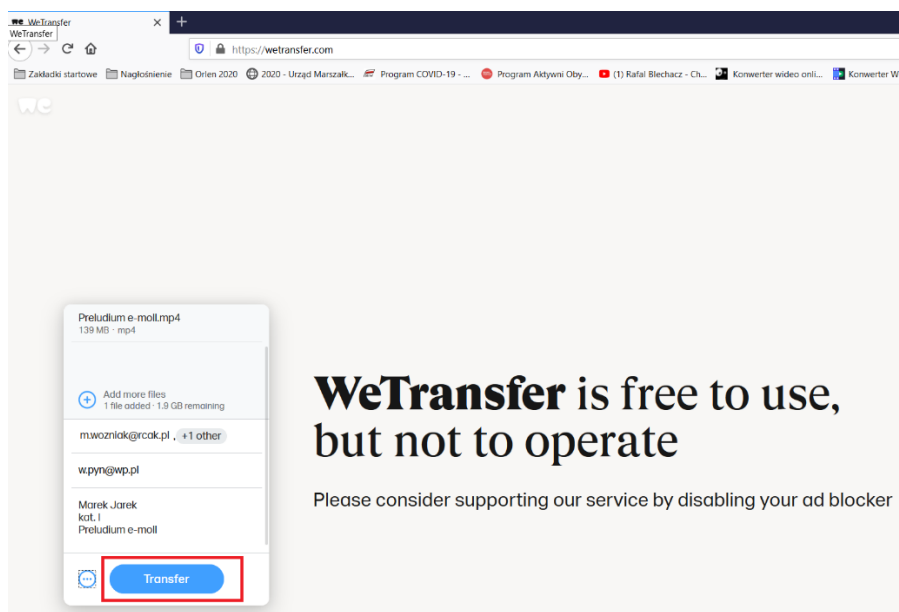 we WeTransfer
WeTransfer
https://wetransfer.com
Zakładki startowe Nagłośnienie Orlen 2020 2020 - Urząd Marszałk... Program COVID-19 - ... Program Aktywni Oby... (1) Rafał Blechacz - Ch... Konwerter wideo onli... Konwerter W
we
Preludium e-moll.mp4
139 MB · mp4
Add more files
1 file added · 1.9 GB remaining
m.wozniak@rcak.pl , +1 other
w.pyn@wp.pl
Marek Jarek
kat. I
Preludium e-moll
Transfer
WeTransfer is free to use,
but not to operate
Please consider supporting our service by disabling your ad blocker